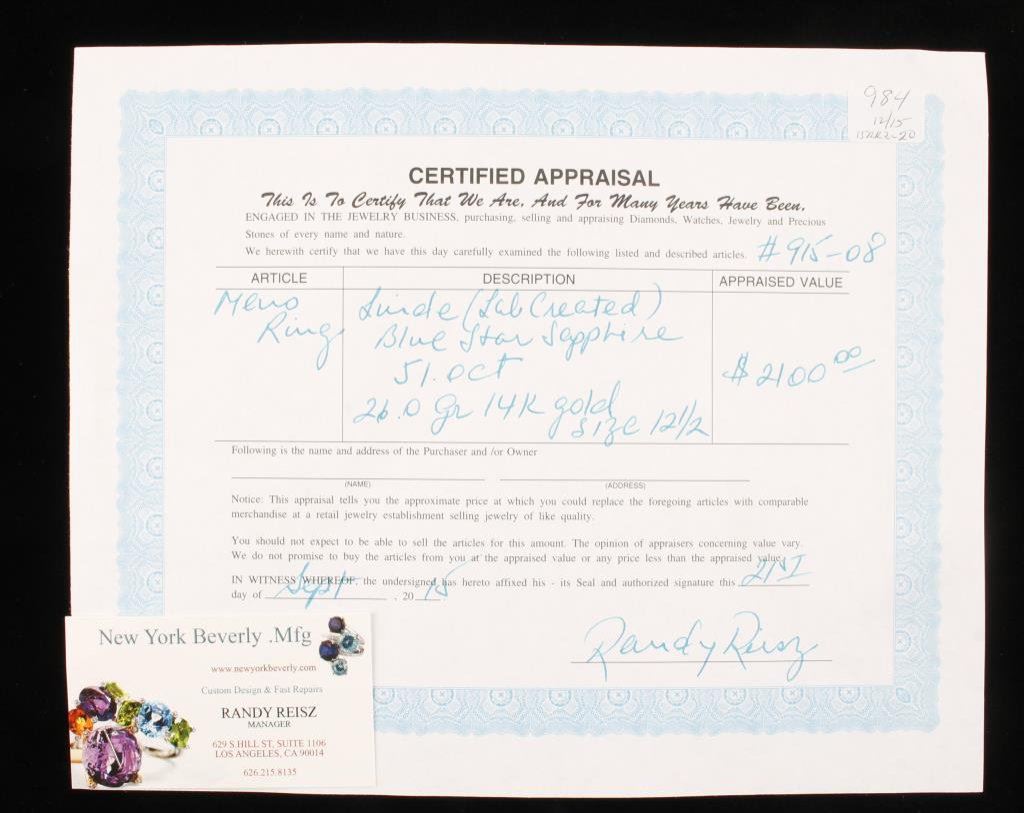 984
12/15
CERTIFIED APPRAISAL
This Is To Certify That We Are, And For Many Years Have Been,
ENGAGED IN THE JEWELRY BUSINESS, purchasing, selling and appraising Diamonds, Watches, Jewelry and Precious
Stones of every name and nature.
We herewith certify that we have this day carefully examined the following listed and described articles. # 915-08
ARTICLE DESCRIPTION APPRAISED VALUE
Mens Linde (Lab Created)
Ring Blue Star Sapphire
51.0ct $ 2100 00
26.0 Gr 14K gold
Size 12 1/2
Following is the name and address of the Purchaser and /or Owner
(NAME) (ADDRESS)
Notice: This appraisal tells you the approximate price at which you could replace the foregoing articles with comparable
merchandise at a retail jewelry establishment selling jewelry of like quality.
You should not expect to be able to sell the articles for this amount. The opinion of appraisers concerning value vary.
We do not promise to buy the articles from you at the appraised value or any price less than the appraised value.
IN WITNESS WHEREOF, the undersigned has hereto affixed his - its Seal and authorized signature this 21ST
day of Sept , 20 15 .
Randy Reisz
New York Beverly .Mfg
www.newyorkbeverly.com
Custom Design & Fast Repairs
RANDY REISZ
MANAGER
629 S.HILL ST, SUITE 1106
LOS ANGELES, CA 90014
626.215.8135